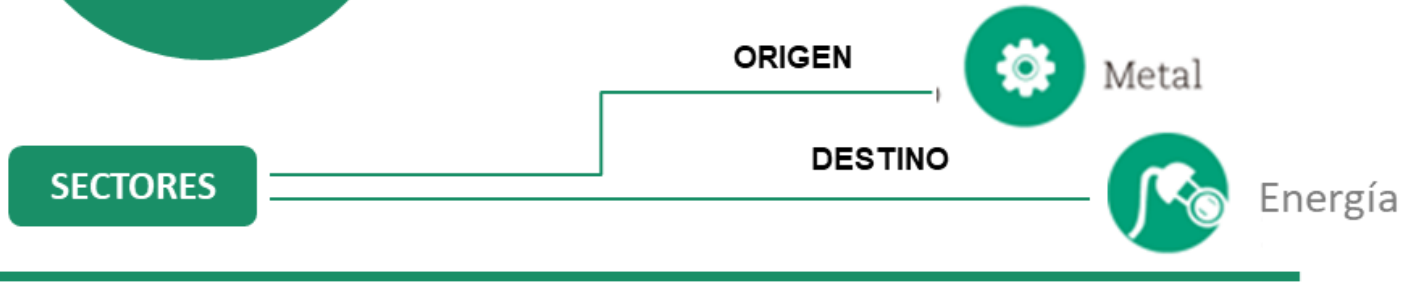 ORIGEN
Metal
DESTINO
SECTORES
Energía